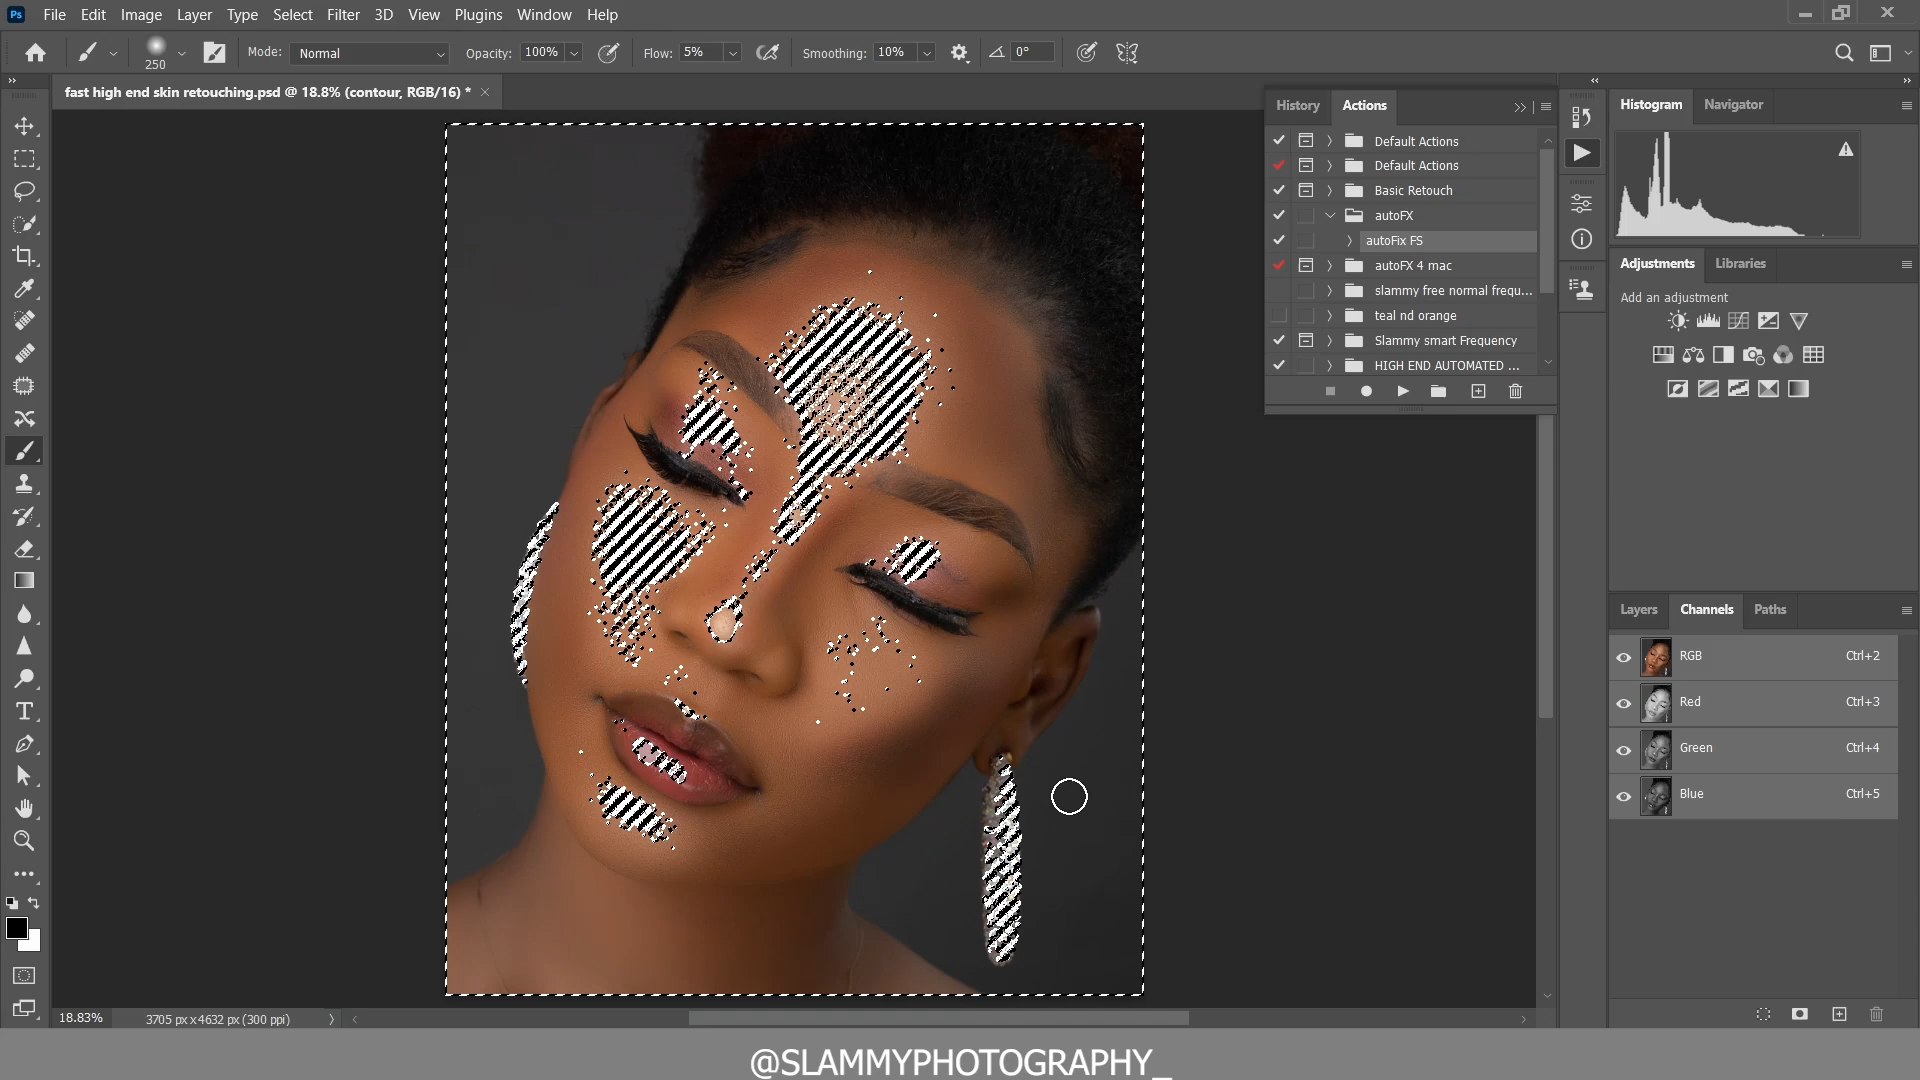 Ps File Edit Image Layer Type Select Filter 3D View Plugins Window Help
250 Mode: Normal Opacity: 100% Flow: 5% Smoothing: 10% 0°
fast high end skin retouching.psd @ 18.8% (contour, RGB/16) *
History Actions
Default Actions
Default Actions
Basic Retouch
autoFX
autoFix FS
autoFX 4 mac
slammy free normal frequ...
teal nd orange
Slammy smart Frequency
HIGH END AUTOMATED ...
Histogram Navigator
Adjustments Libraries
Add an adjustment
Layers Channels Paths
RGB Ctrl+2
Red Ctrl+3
Green Ctrl+4
Blue Ctrl+5
18.83% 3705 px x 4632 px (300 ppi)
@SLAMMYPHOTOGRAPHY_